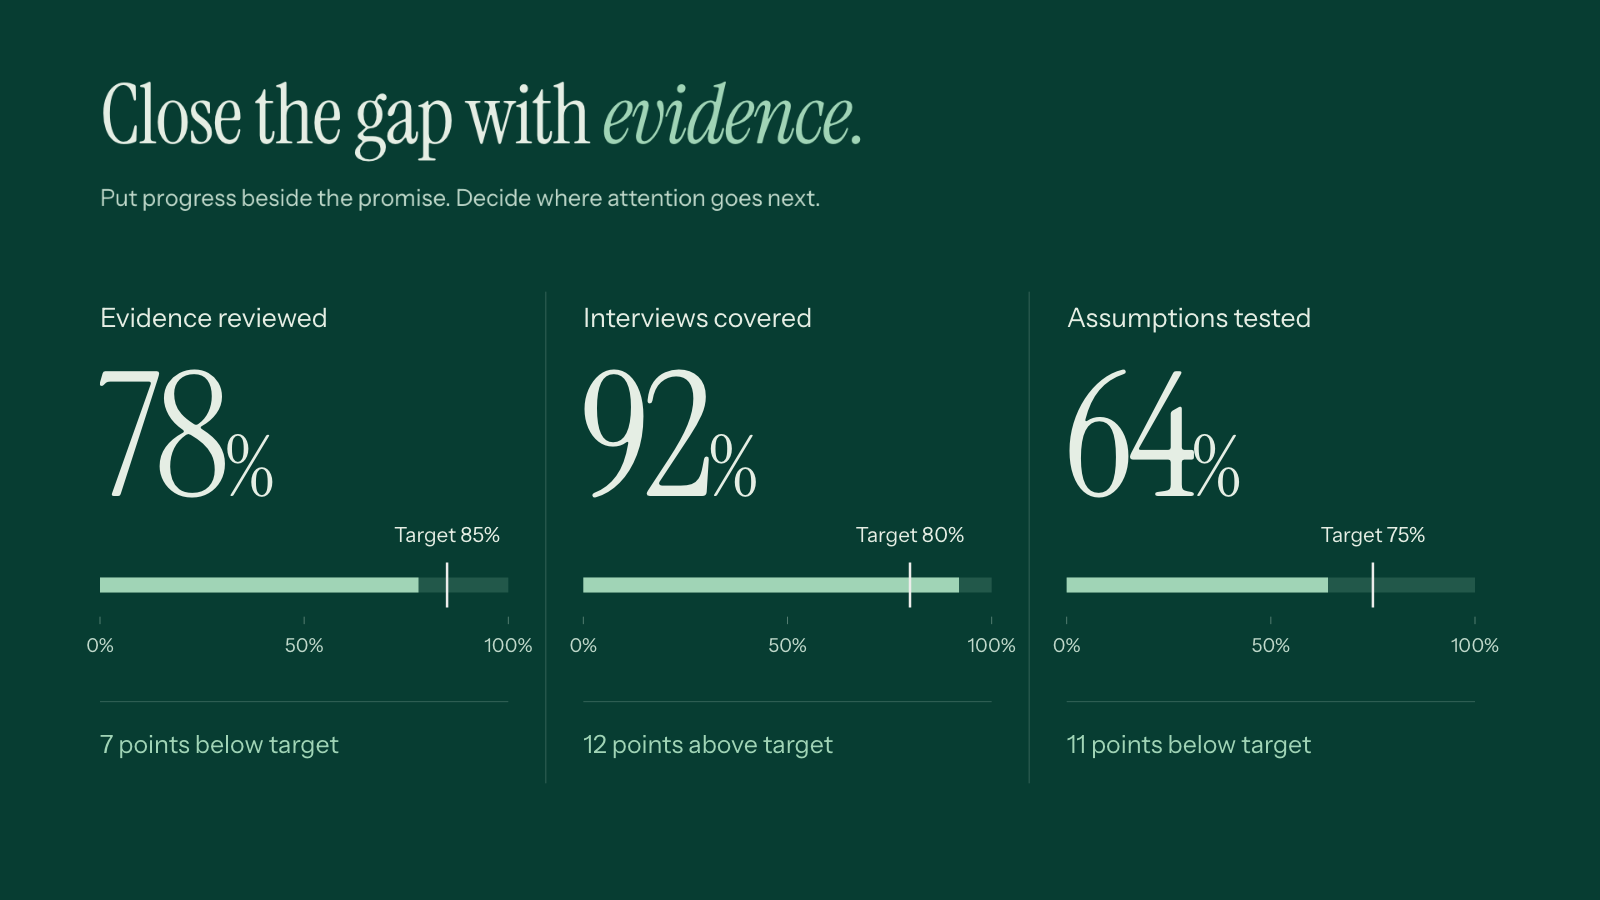 Close the gap with evidence.
Put progress beside the promise. Decide where attention goes next.
Evidence reviewed
78%
Target 85%
0% 50% 100%
7 points below target
Interviews covered
92%
Target 80%
0% 50% 100%
12 points above target
Assumptions tested
64%
Target 75%
0% 50% 100%
11 points below target